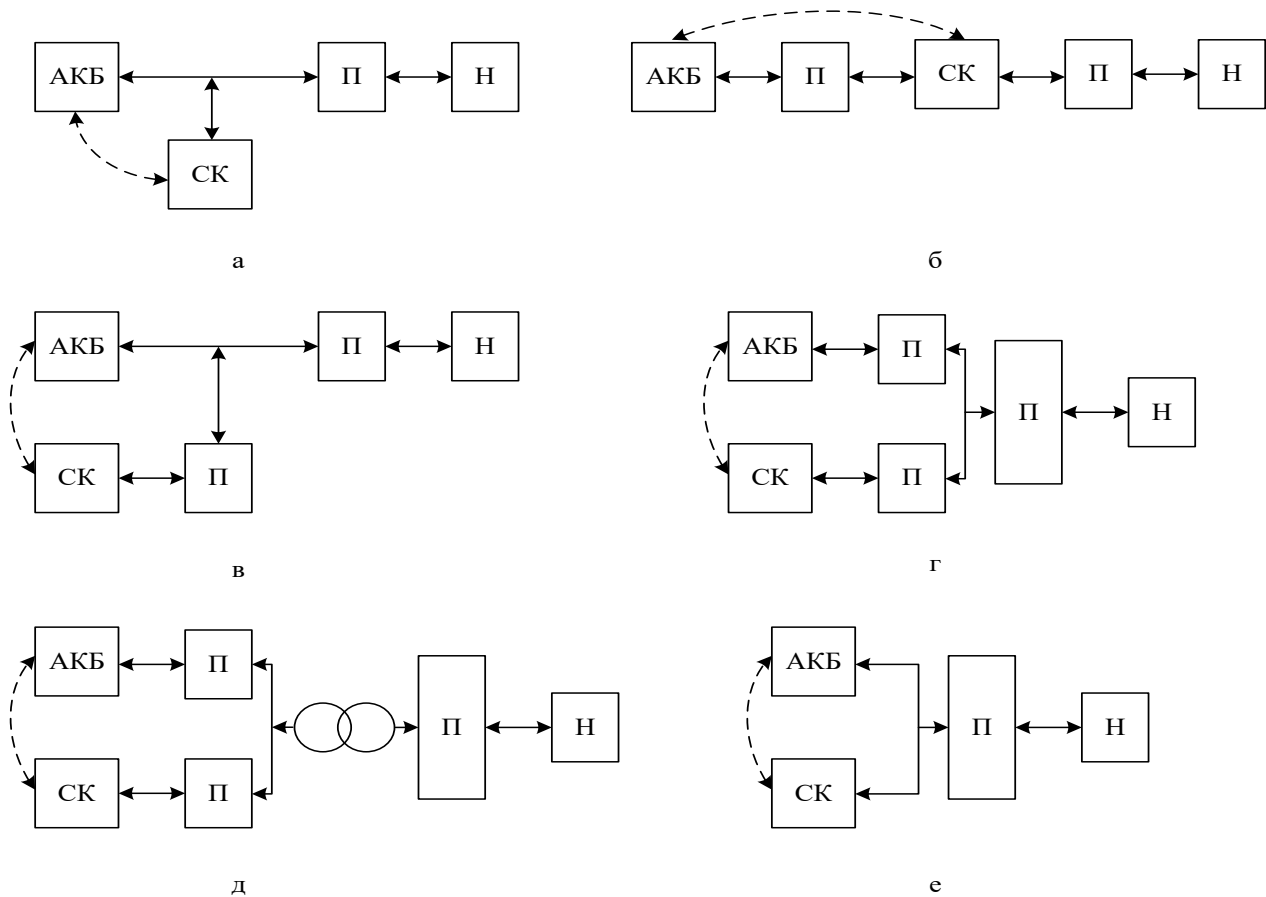 АКБ П Н
СК
а
АКБ П СК П Н
б
АКБ П Н
СК П
в
АКБ П
П Н
СК П
г
АКБ П
П Н
СК П
д
АКБ
П Н
СК
е